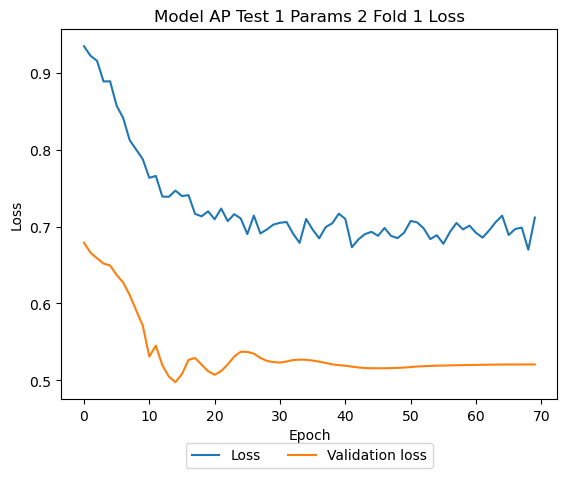 Model AP Test 1 Params 2 Fold 1 Loss
Loss
0.9
0.8
0.7
0.6
0.5
0 10 20 30 40 50 60 70
Epoch
Loss Validation loss